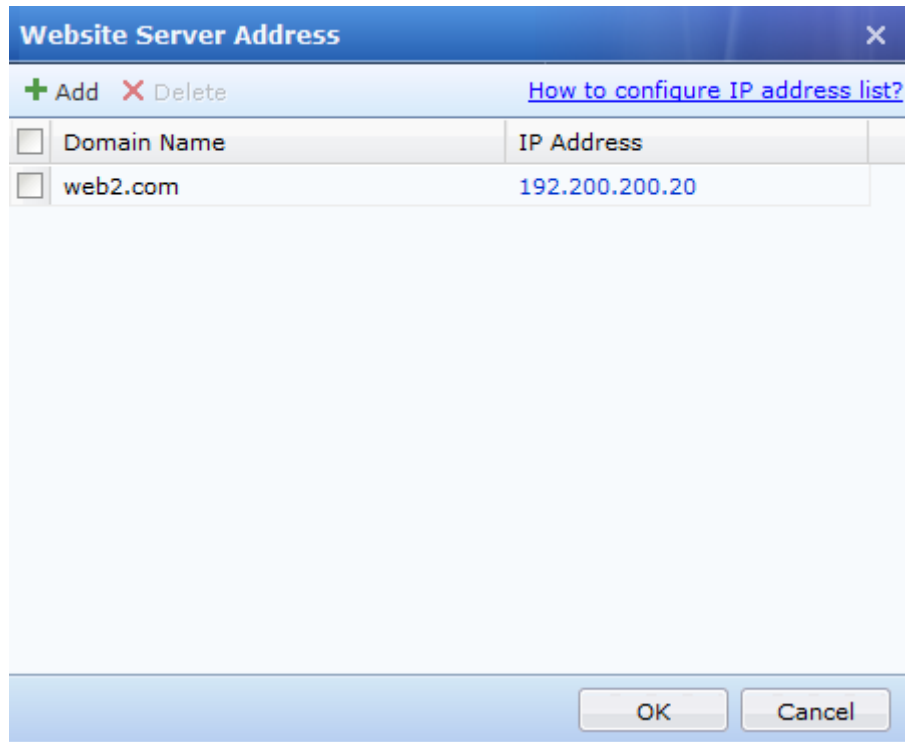 Website Server Address
Add Delete How to configure IP address list?
Domain Name IP Address
web2.com 192.200.200.20
OK Cancel